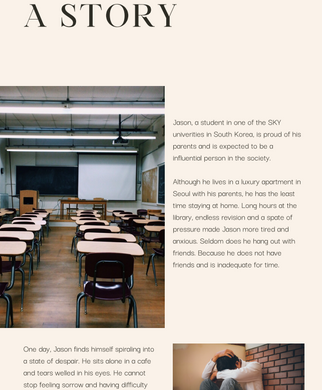 A STORY
Jason, a student in one of the SKY
univerities in South Korea, is proud of his
parents and is expected to be a
influential person in the society.
Although he lives in a luxury apartment in
Seoul with his parents, he has the least
time staying at home. Long hours at the
library, endless revision and a spate of
pressure made Jason more tired and
anxious. Seldom does he hang out with
friends. Because he does not have
friends and is inadequate for time.
One day, Jason finds himself spiraling into
a state of despair. He sits alone in a cafe
and tears welled in his eyes. He cannot
stop feeling sorrow and having difficulty